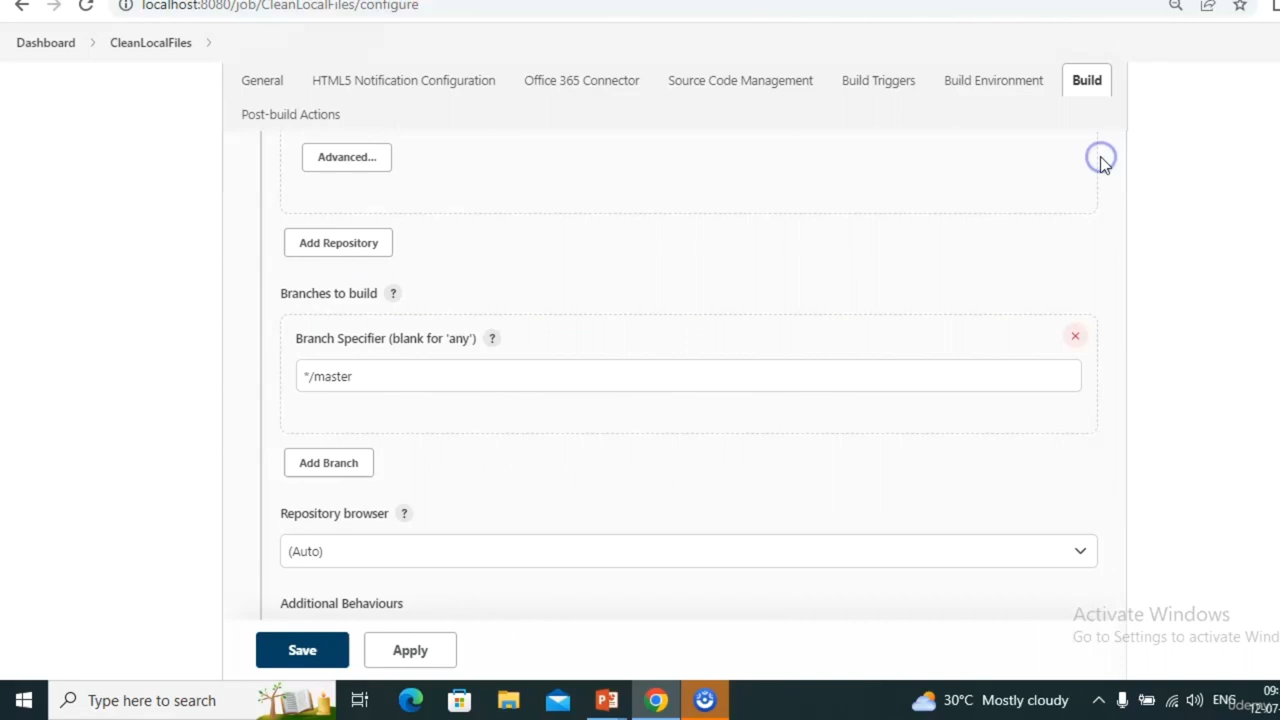 localhost:8080/job/CleanLocalFiles/configure
Dashboard > CleanLocalFiles >
General HTML5 Notification Configuration Office 365 Connector Source Code Management Build Triggers Build Environment Build
Post-build Actions
Advanced...
Add Repository
Branches to build ?
Branch Specifier (blank for 'any') ?
*/master
Add Branch
Repository browser ?
(Auto)
Additional Behaviours
Activate Windows
Go to Settings to activate Wind
Save Apply
Type here to search
30°C Mostly cloudy
ENG
09:
12-07-